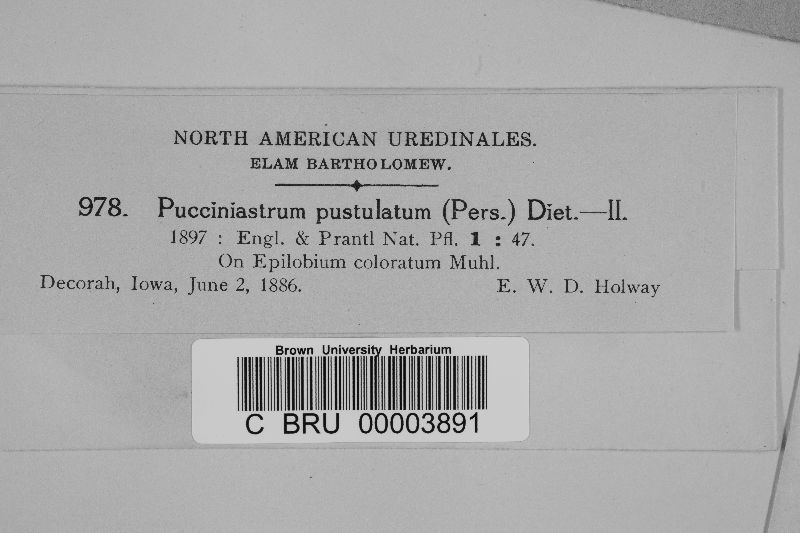 NORTH AMERICAN UREDINALES.
ELAM BARTHOLOMEW.
978. Pucciniastrum pustulatum (Pers.) Diet.—II.
1897 : Engl. & Prantl Nat. Pfl. 1 : 47.
On Epilobium coloratum Muhl.
Decorah, Iowa, June 2, 1886. E. W. D. Holway
Brown University Herbarium
C BRU 00003891